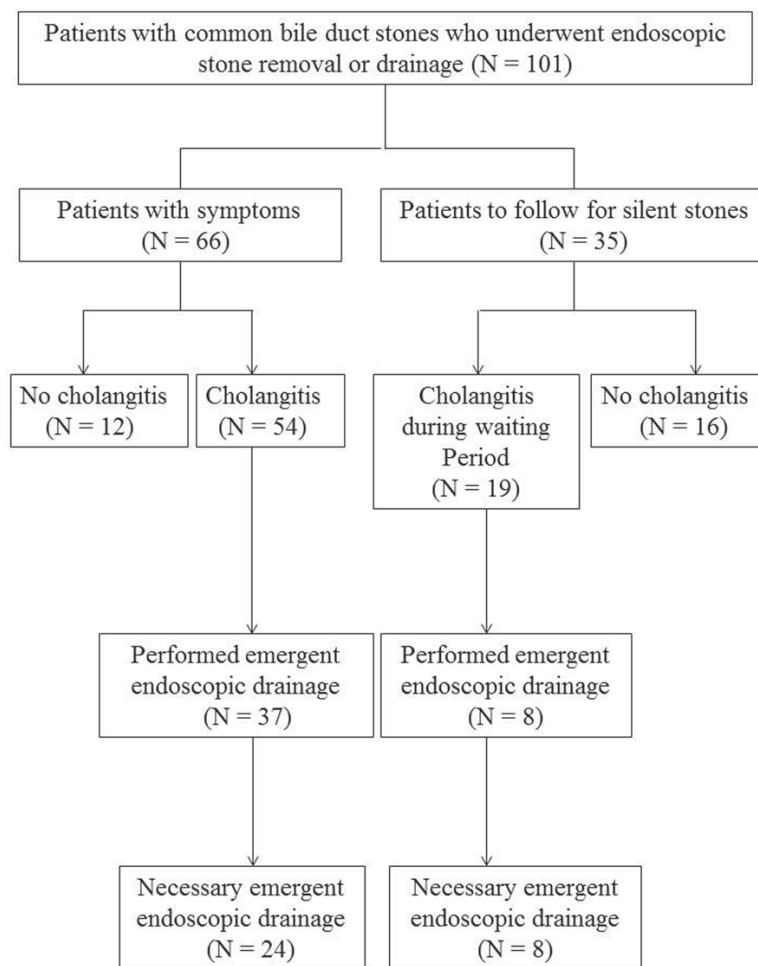 Patients with common bile duct stones who underwent endoscopic
stone removal or drainage (N = 101)
Patients with symptoms
(N = 66)
Patients to follow for silent stones
(N = 35)
No cholangitis
(N = 12)
Cholangitis
(N = 54)
Cholangitis
during waiting
Period
(N = 19)
No cholangitis
(N = 16)
Performed emergent
endoscopic drainage
(N = 37)
Performed emergent
endoscopic drainage
(N = 8)
Necessary emergent
endoscopic drainage
(N = 24)
Necessary emergent
endoscopic drainage
(N = 8)